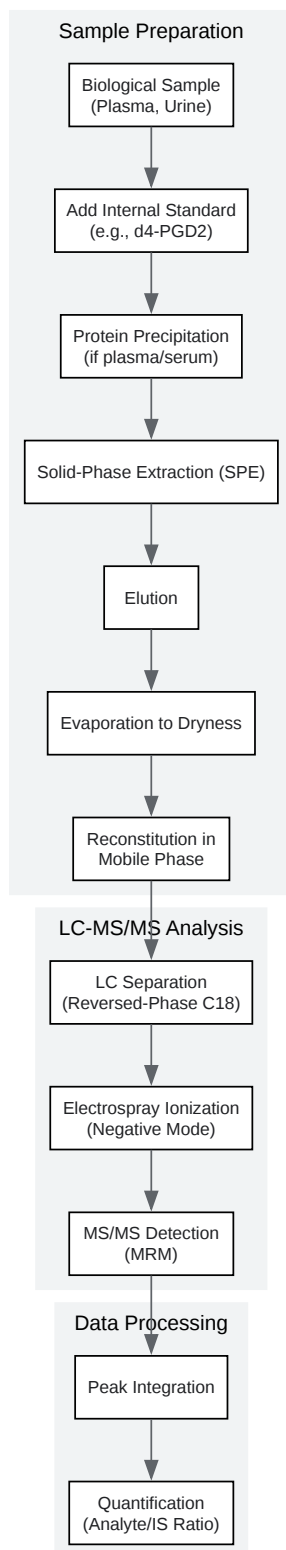 Sample Preparation
Biological Sample
(Plasma, Urine)
Add Internal Standard
(e.g., d4-PGD2)
Protein Precipitation
(if plasma/serum)
Solid-Phase Extraction (SPE)
Elution
Evaporation to Dryness
Reconstitution in
Mobile Phase
LC-MS/MS Analysis
LC Separation
(Reversed-Phase C18)
Electrospray Ionization
(Negative Mode)
MS/MS Detection
(MRM)
Data Processing
Peak Integration
Quantification
(Analyte/IS Ratio)